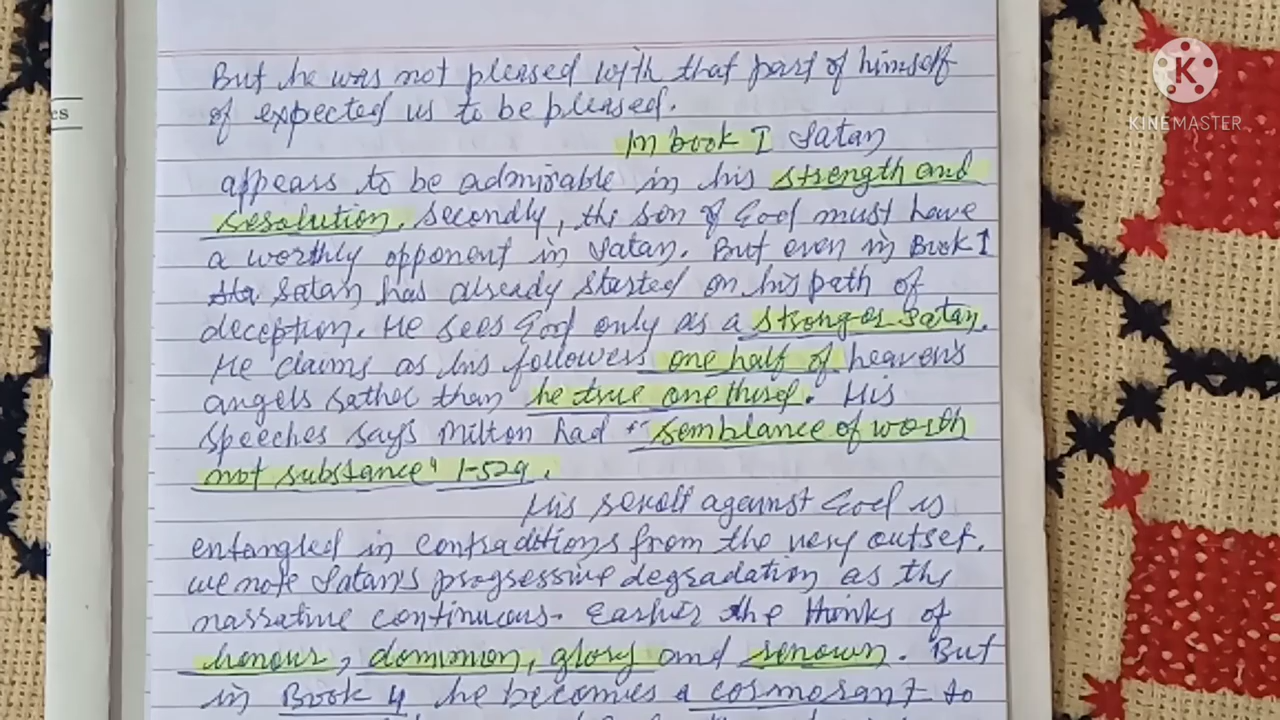 But he was not pleased with that part of himself
of expected us to be pleased.
In book I Satan
appears to be admirable in his strength and
resolution. Secondly, the son of God must have
a worthly opponent in Satan. But even in Book I
Satan has already started on his path of
deception. He sees God only as a stronger Satan.
He claims as his followers one half of heaven's
angels rather than he true one third. His
speeches says Milton had "semblance of worth
not substance" 1-529.
His revolt against God is
entangled in contraditions from the very outset.
we note Satan's progressive degradation as the
narrative continuous. Earlier the thinks of
honour, dominion, glory and renown. But
in Book 4 he becomes a cormorant to
es
KINEMASTER